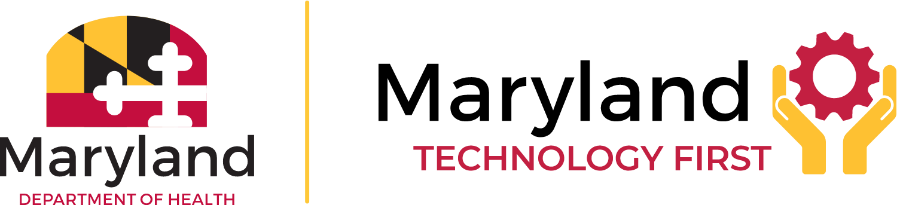 Maryland
DEPARTMENT OF HEALTH
Maryland
TECHNOLOGY FIRST